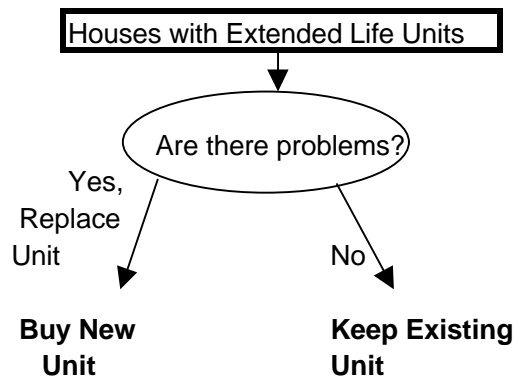 Houses with Extended Life Units
Are there problems?
Yes,
Replace
Unit
No
Buy New
Unit
Keep Existing
Unit